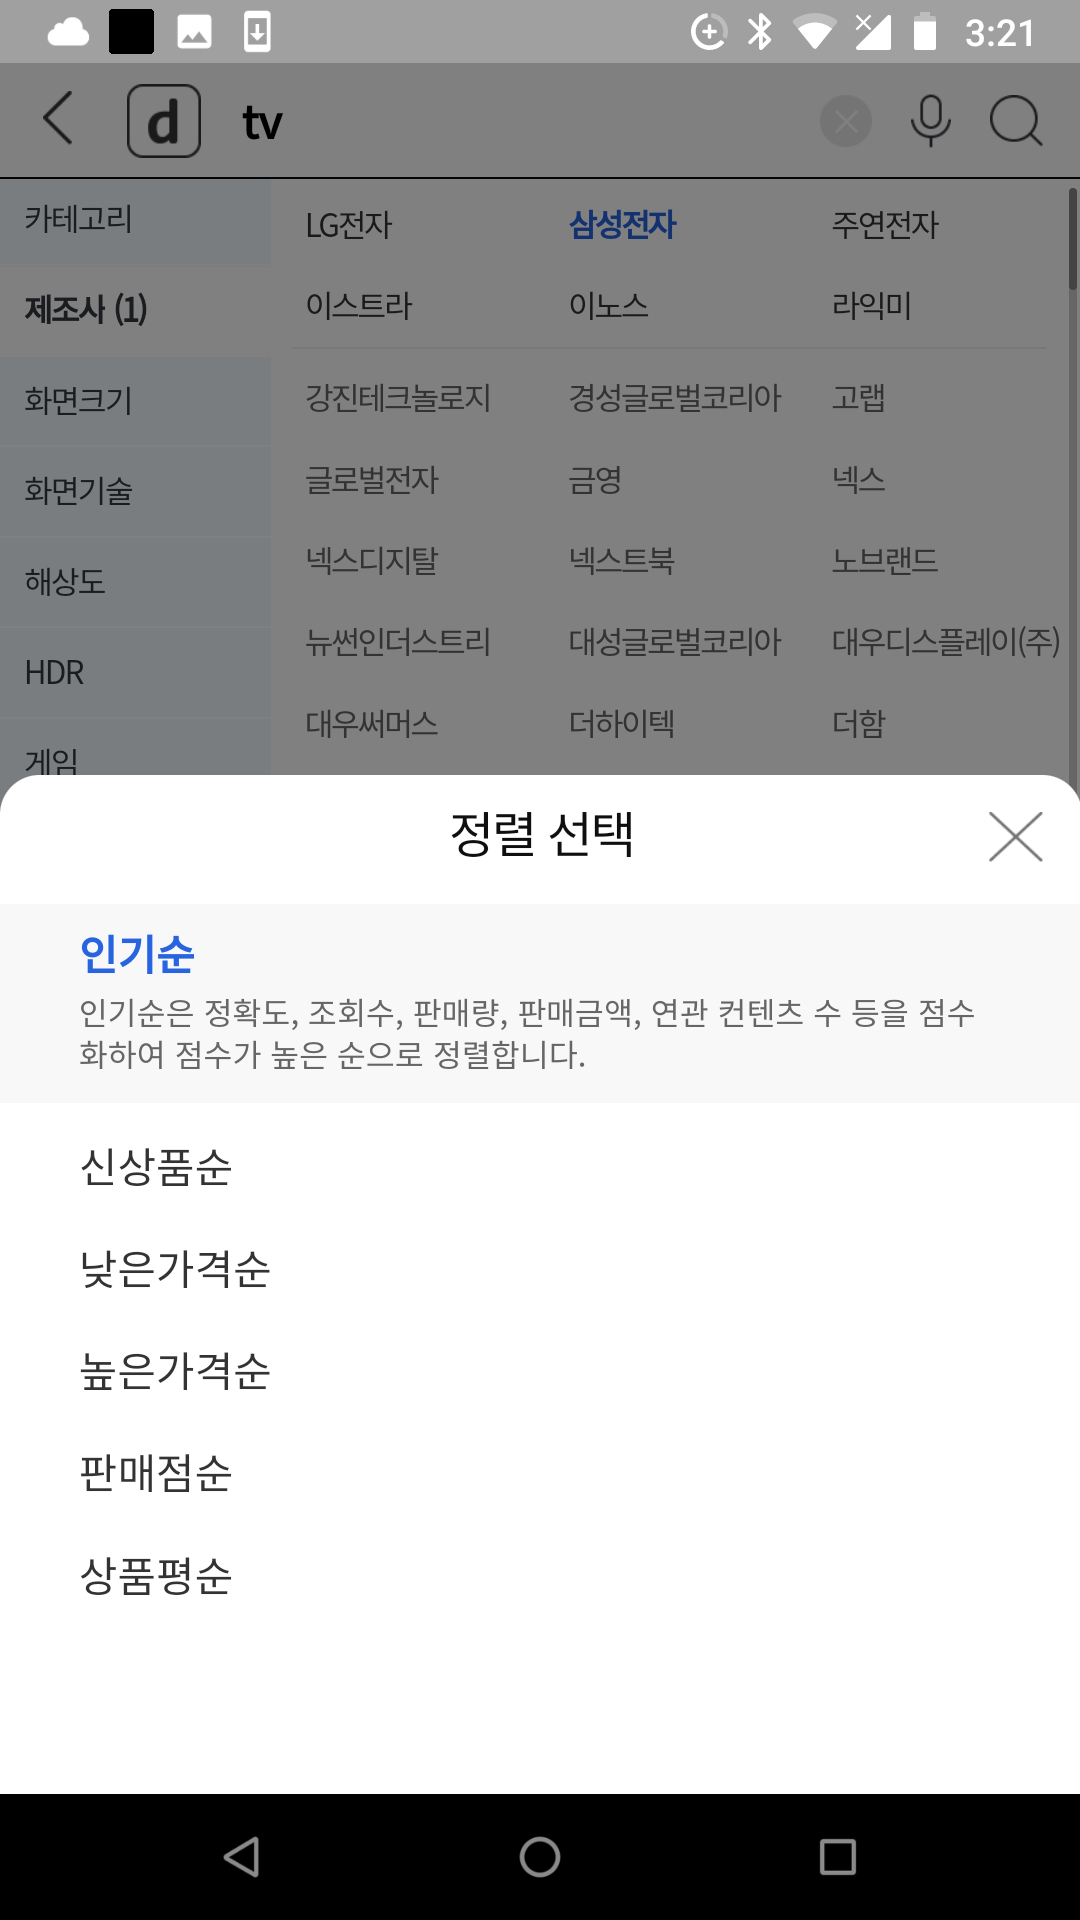 3:21
d tv
카테고리
LG전자 삼성전자 주연전자
제조사 (1)
이스트라 이노스 라익미
화면크기
강진테크놀로지 경성글로벌코리아 고랩
화면기술
글로벌전자 금영 넥스
해상도
넥스디지탈 넥스트북 노브랜드
HDR
뉴썬인더스트리 대성글로벌코리아 대우디스플레이(주)
게임
대우써머스 더하이텍 더함
정렬 선택
인기순
인기순은 정확도, 조회수, 판매량, 판매금액, 연관 컨텐츠 수 등을 점수
화하여 점수가 높은 순으로 정렬합니다.
신상품순
낮은가격순
높은가격순
판매점순
상품평순